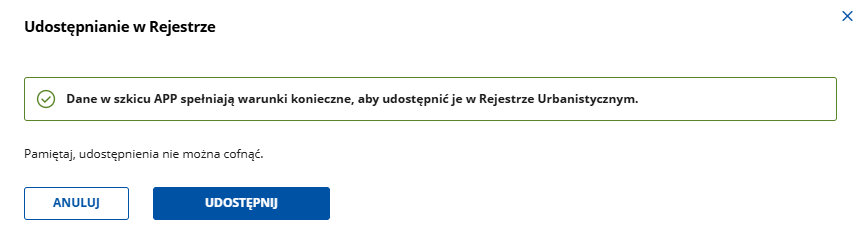 Udostępnianie w Rejestrze
Dane w szkicu APP spełniają warunki konieczne, aby udostępnić je w Rejestrze Urbanistycznym.
Pamiętaj, udostępnienia nie można cofnąć.
ANULUJ
UDOSTĘPNIJ